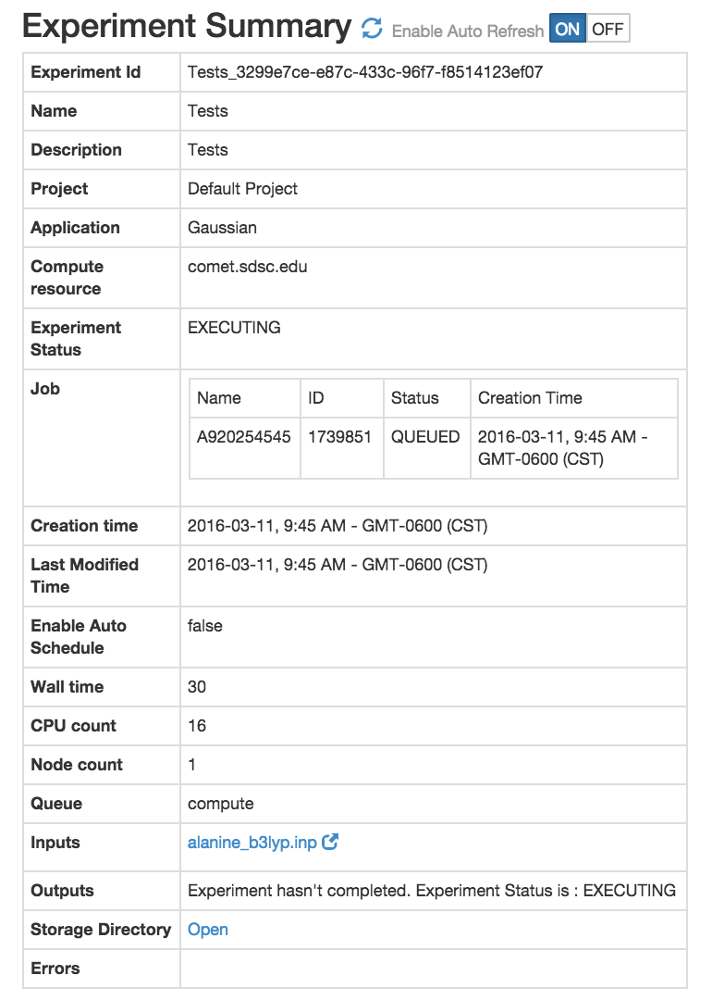 Experiment Summary Enable Auto Refresh ON OFF
Experiment Id Tests_3299e7ce-e87c-433c-96f7-f8514123ef07
Name Tests
Description Tests
Project Default Project
Application Gaussian
Compute comet.sdsc.edu
resource
Experiment EXECUTING
Status
Job
Name ID Status Creation Time
A920254545 1739851 QUEUED 2016-03-11, 9:45 AM -
GMT-0600 (CST)
Creation time 2016-03-11, 9:45 AM - GMT-0600 (CST)
Last Modified 2016-03-11, 9:45 AM - GMT-0600 (CST)
Time
Enable Auto false
Schedule
Wall time 30
CPU count 16
Node count 1
Queue compute
Inputs alanine_b3lyp.inp
Outputs Experiment hasn't completed. Experiment Status is : EXECUTING
Storage Directory Open
Errors